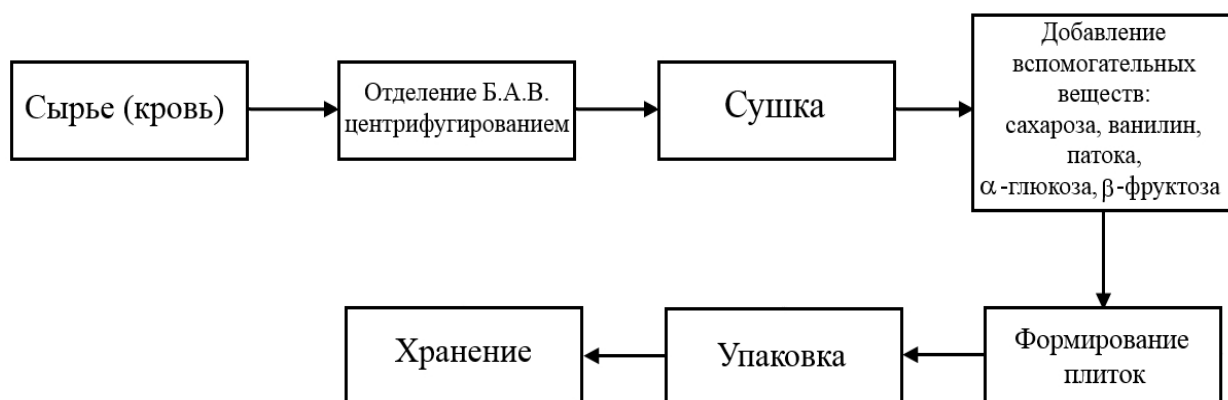 Сырье (кровь)
Отделение Б.А.В.
центрифугированием
Сушка
Добавление
вспомогательных
веществ:
сахароза, ванилин,
патока,
α-глюкоза, β-фруктоза
Формирование
плиток
Упаковка
Хранение